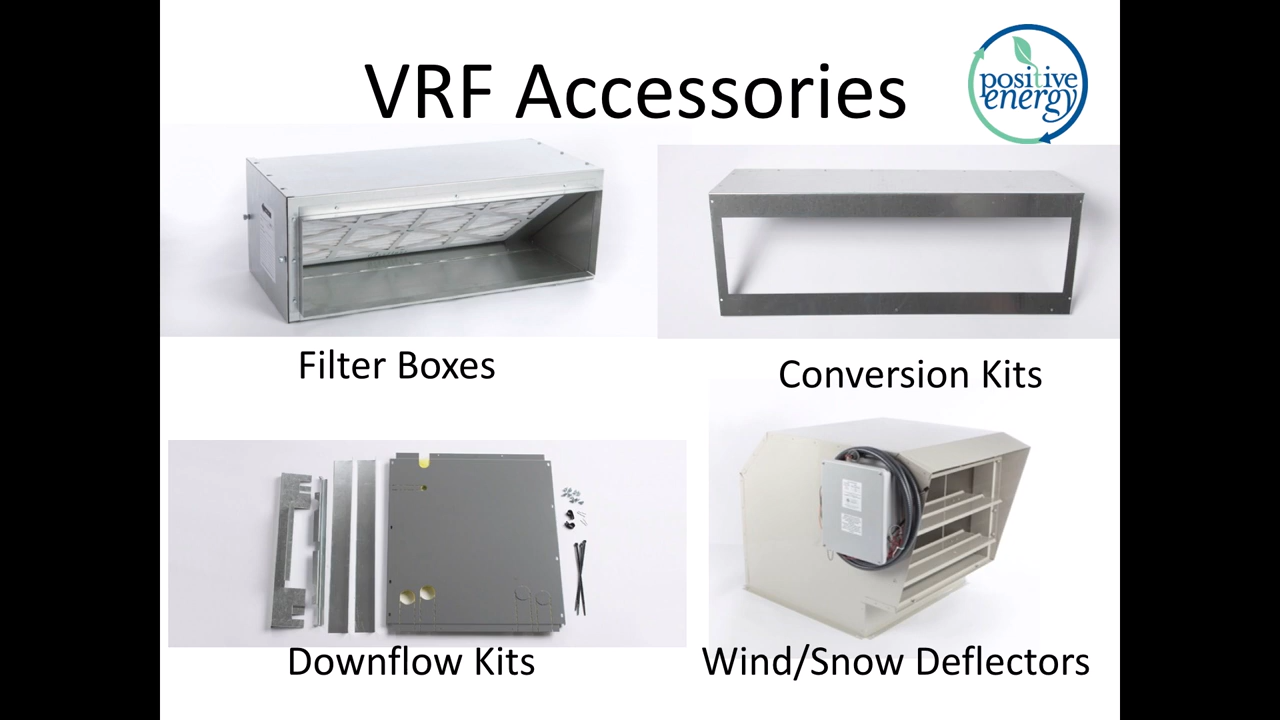 VRF Accessories
positive
energy
Filter Boxes
Conversion Kits
Downflow Kits
Wind/Snow Deflectors